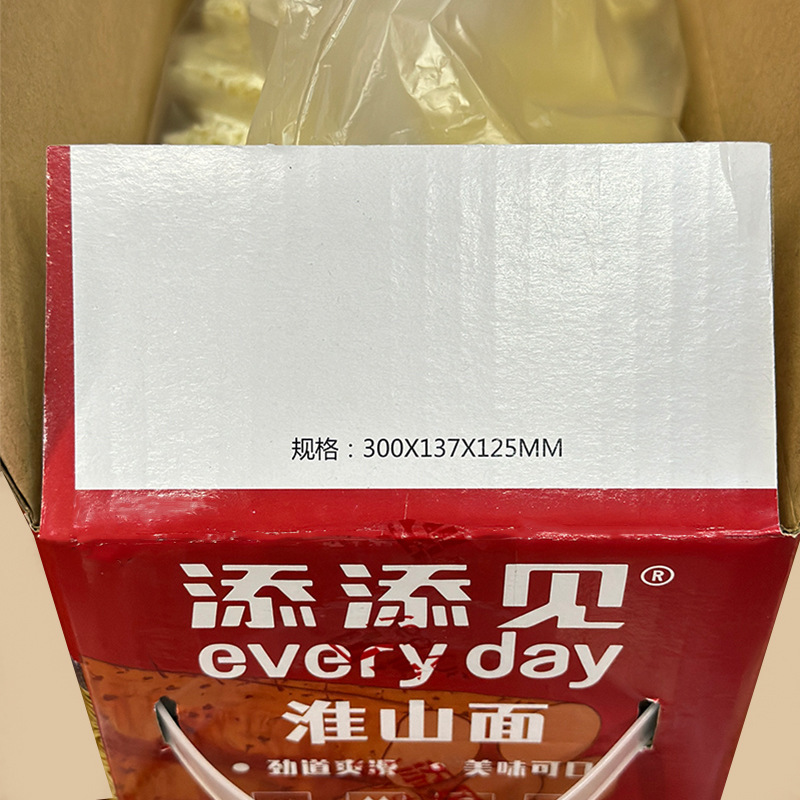 规格：300X137X125MM
添添见®
every day
淮山面
• 劲道爽滑 • 美味可口